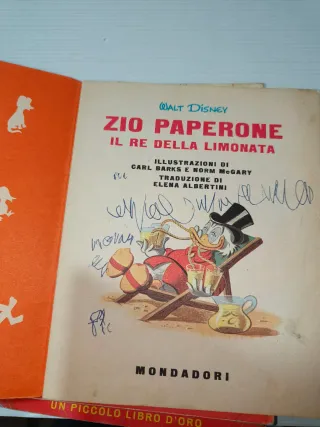 WALT DISNEY
ZIO PAPERONE
IL RE DELLA LIMONATA
ILLUSTRAZIONI DI
CARL BARKS E NORM McGARY
TRADUZIONE DI
ELENA ALBERTINI
MONDADORI
UN PICCOLO LIBRO D'ORO